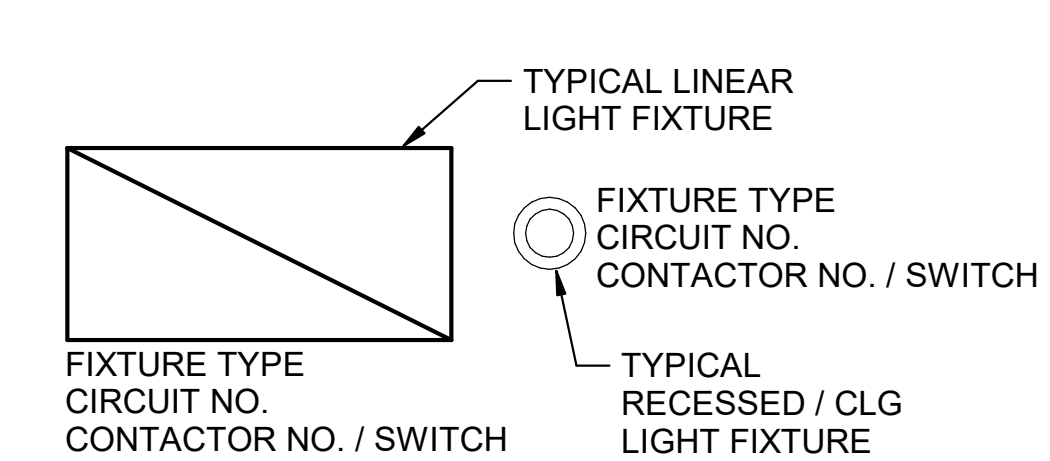 TYPICAL LINEAR
LIGHT FIXTURE
FIXTURE TYPE
CIRCUIT NO.
CONTACTOR NO. / SWITCH
FIXTURE TYPE
CIRCUIT NO.
CONTACTOR NO. / SWITCH
TYPICAL
RECESSED / CLG
LIGHT FIXTURE